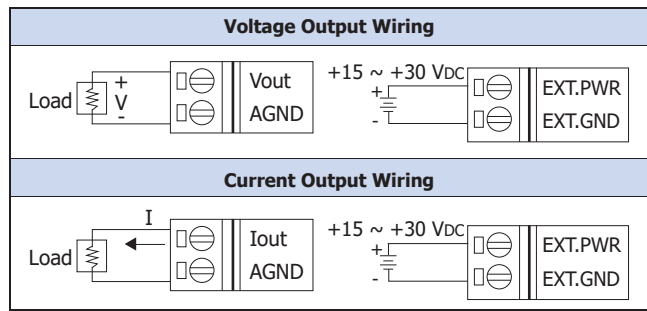 Voltage Output Wiring
Load
+
V
-
Vout
AGND
+15 ~ +30 VDC
+
-
EXT.PWR
EXT.GND
Current Output Wiring
Load
I
Iout
AGND
+15 ~ +30 VDC
+
-
EXT.PWR
EXT.GND